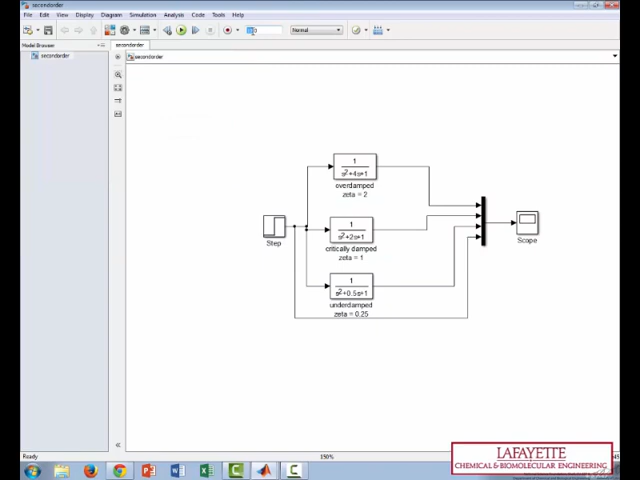 secondorder
File Edit View Display Diagram Simulation Analysis Code Tools Help
Normal
Model Browser
secondorder
secondorder
secondorder
1
s²+4s+1
overdamped
zeta = 2
Step
1
s²+2s+1
critically damped
zeta = 1
Scope
1
s²+0.5s+1
underdamped
zeta = 0.25
Ready
150%
LAFAYETTE
CHEMICAL & BIOMOLECULAR ENGINEERING